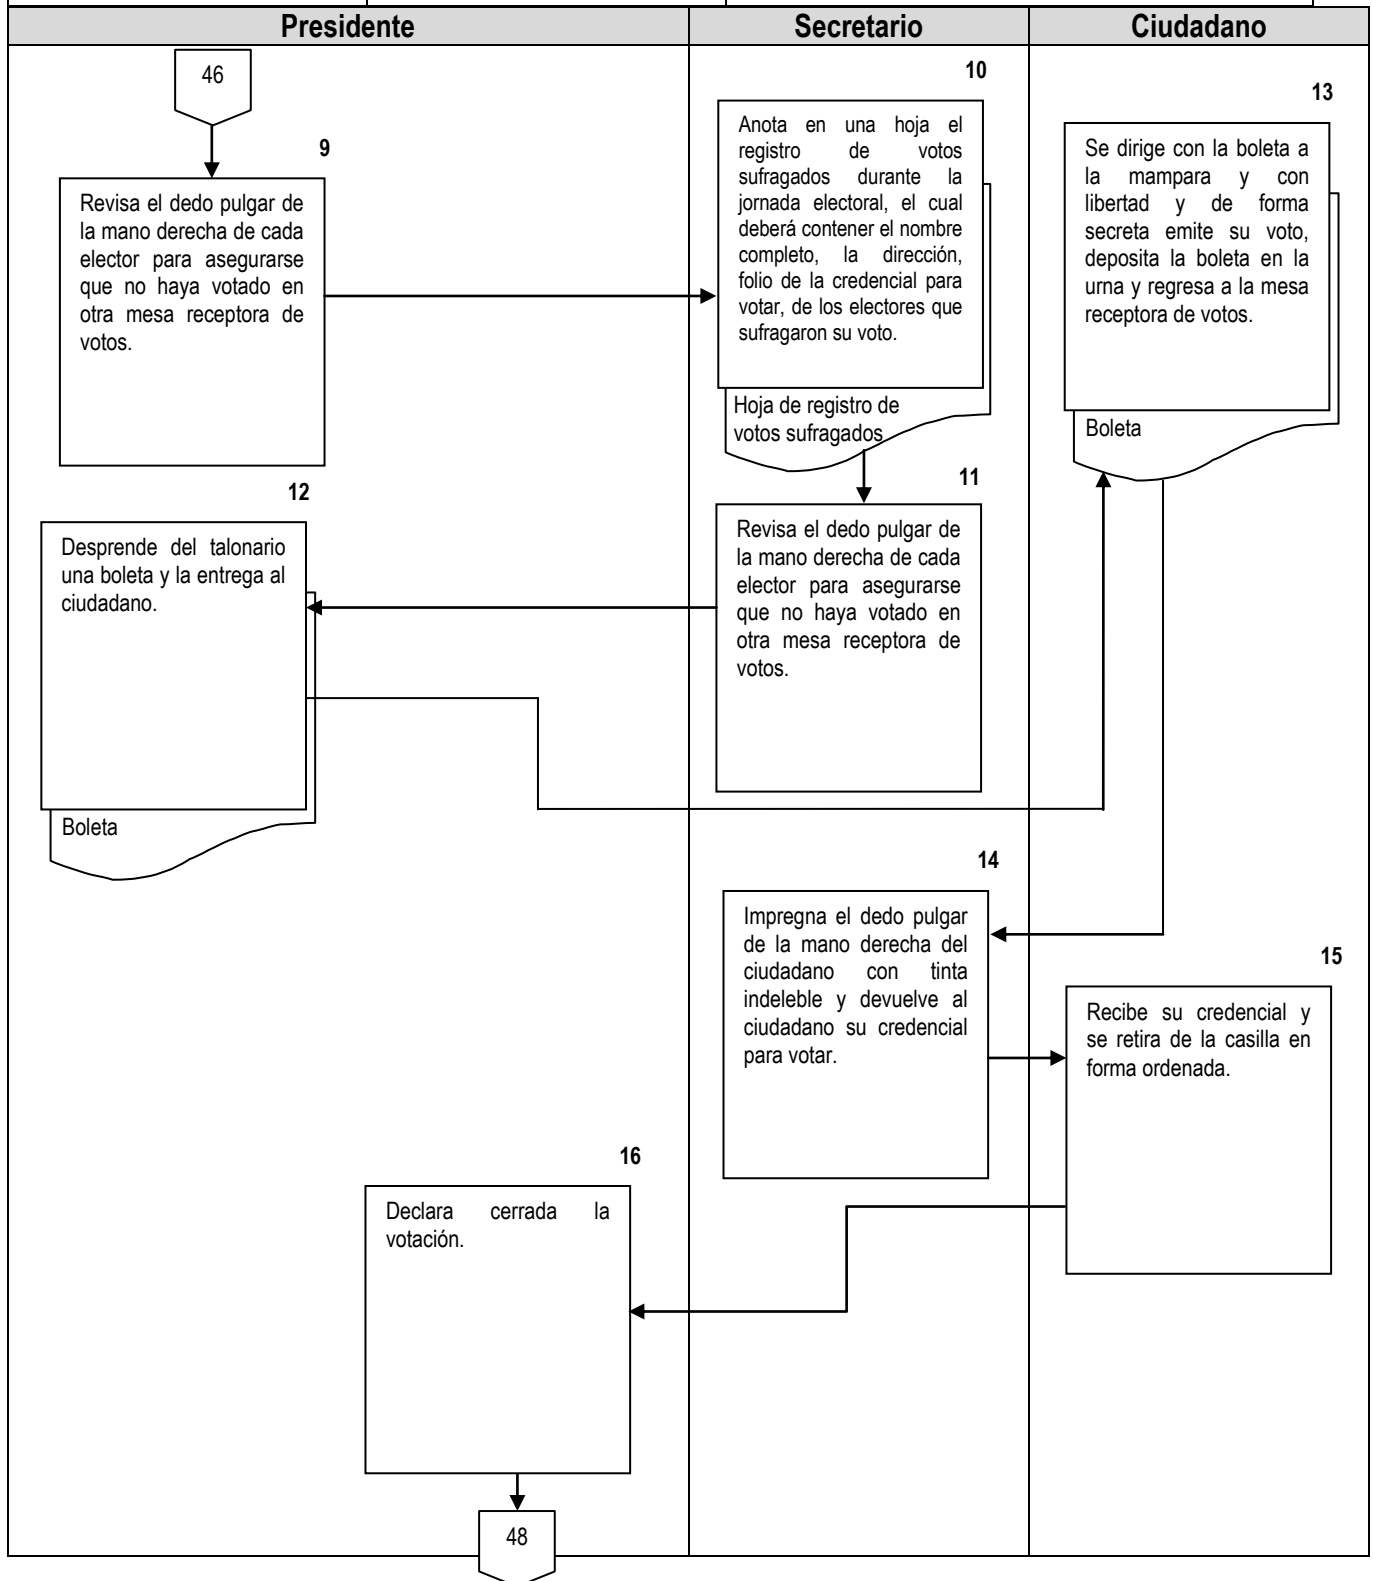 Presidente
Secretario
Ciudadano
46
9
Revisa el dedo pulgar de
la mano derecha de cada
elector para asegurarse
que no haya votado en
otra mesa receptora de
votos.
10
Anota en una hoja el
registro de votos
sufragados durante la
jornada electoral, el cual
deberá contener el nombre
completo, la dirección,
folio de la credencial para
votar, de los electores que
sufragaron su voto.
Hoja de registro de
votos sufragados
11
Revisa el dedo pulgar de
la mano derecha de cada
elector para asegurarse
que no haya votado en
otra mesa receptora de
votos.
12
Desprende del talonario
una boleta y la entrega al
ciudadano.
Boleta
13
Se dirige con la boleta a
la mampara y con
libertad y de forma
secreta emite su voto,
deposita la boleta en la
urna y regresa a la mesa
receptora de votos.
Boleta
14
Impregna el dedo pulgar
de la mano derecha del
ciudadano con tinta
indeleble y devuelve al
ciudadano su credencial
para votar.
15
Recibe su credencial y
se retira de la casilla en
forma ordenada.
16
Declara cerrada la
votación.
48